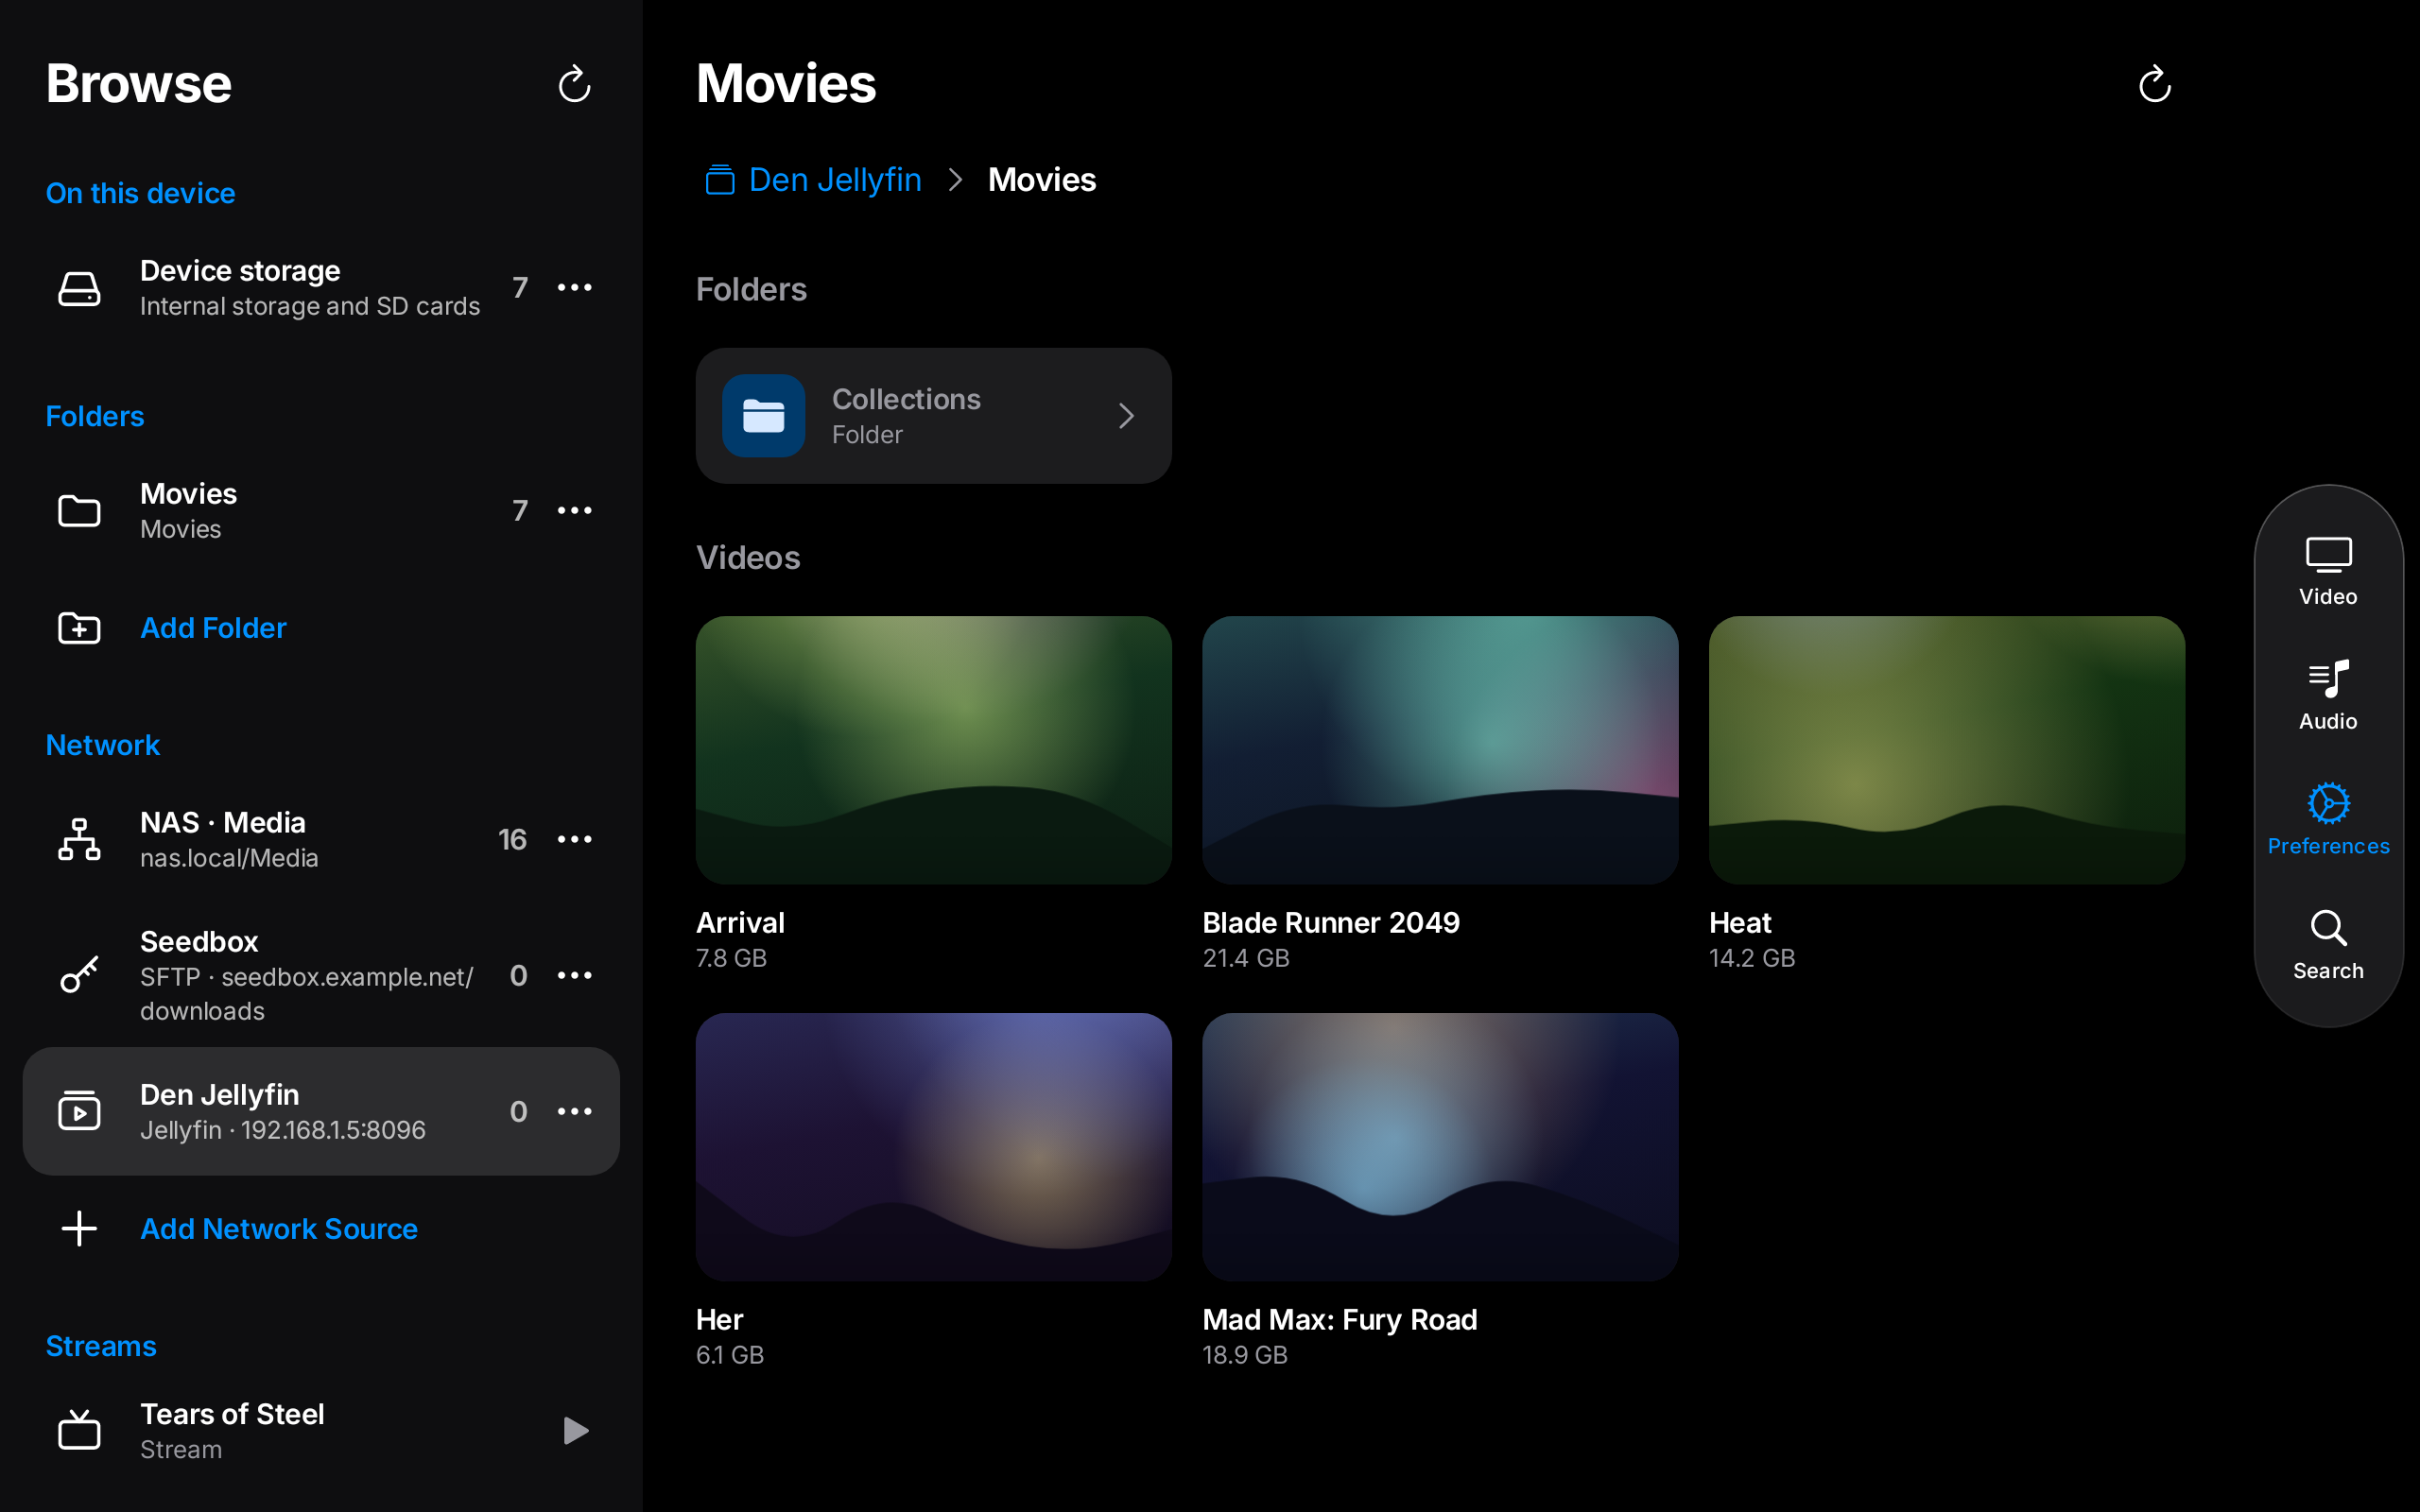 Browse
On this device
Device storage
Internal storage and SD cards
7
Folders
Movies
Movies
7
Add Folder
Network
NAS · Media
nas.local/Media
16
Seedbox
SFTP · seedbox.example.net/
downloads
0
Den Jellyfin
Jellyfin · 192.168.1.5:8096
0
Add Network Source
Streams
Tears of Steel
Stream
Movies
Den Jellyfin > Movies
Folders
Collections
Folder
Videos
Arrival
7.8 GB
Blade Runner 2049
21.4 GB
Heat
14.2 GB
Her
6.1 GB
Mad Max: Fury Road
18.9 GB
Video
Audio
Preferences
Search